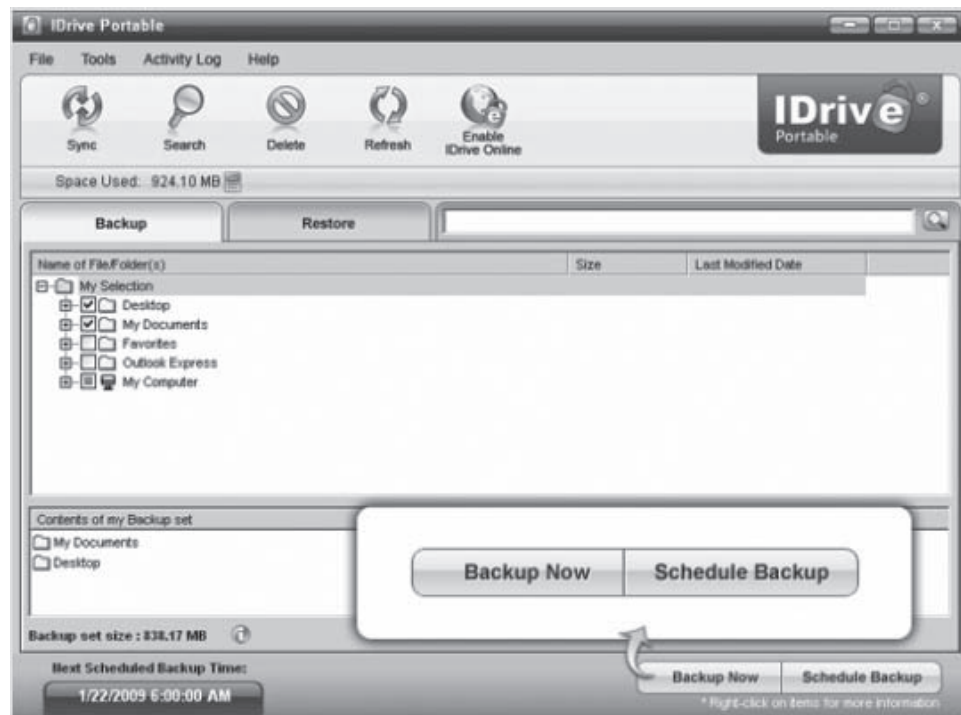 IDrive Portable
File Tools Activity Log Help
Sync Search Delete Refresh Enable IDrive Online
IDrive®
Portable
Space Used: 924.10 MB
Backup Restore
Name of File/Folder(s) Size Last Modified Date
My Selection
Desktop
My Documents
Favorites
Outlook Express
My Computer
Contents of my Backup set
My Documents
Desktop
Backup Now Schedule Backup
Backup set size : 838.17 MB
Next Scheduled Backup Time:
1/22/2009 6:00:00 AM
Backup Now Schedule Backup
* Right-click on items for more information